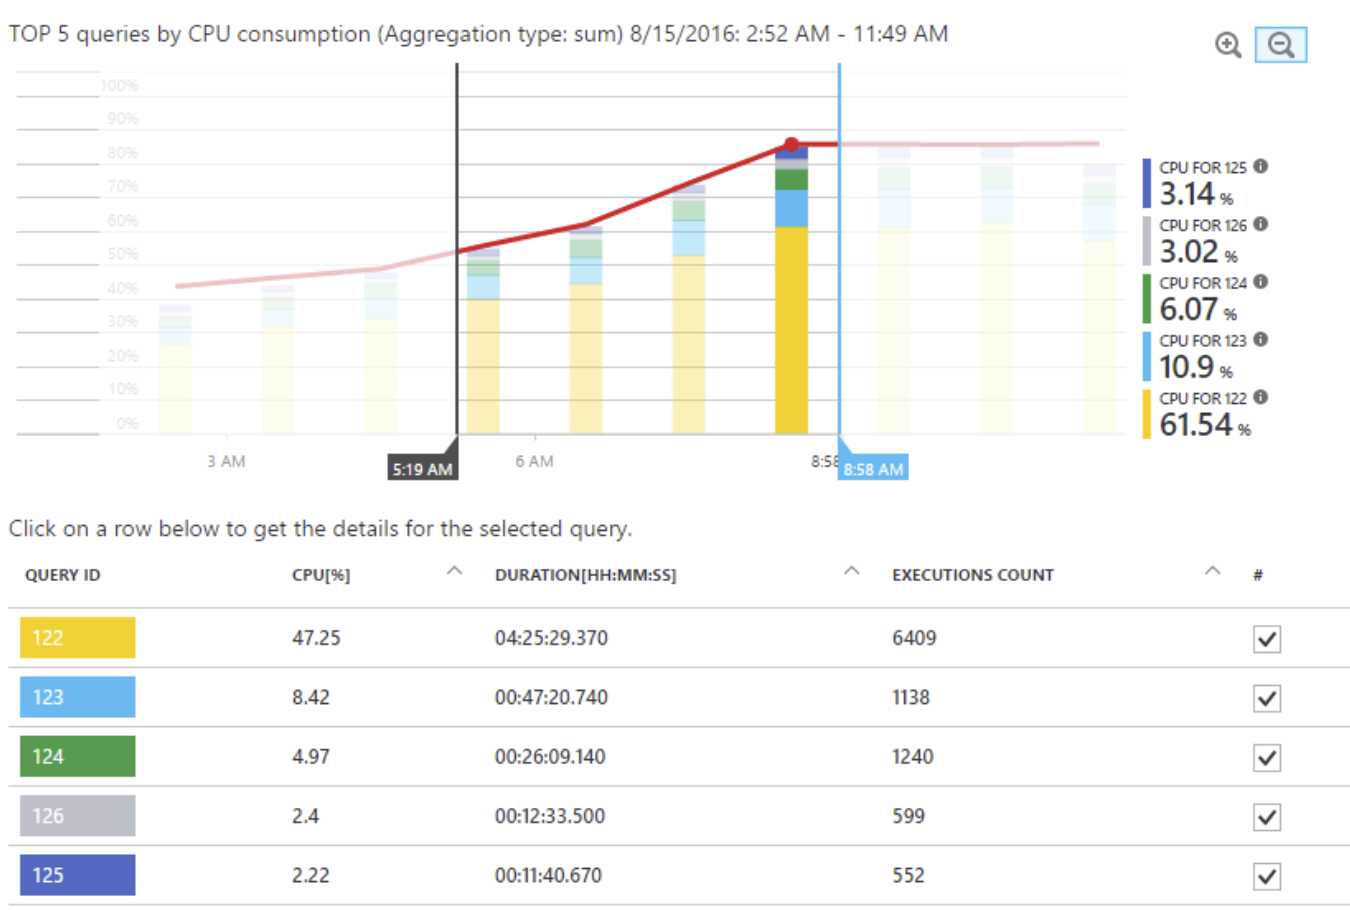 TOP 5 queries by CPU consumption (Aggregation type: sum) 8/15/2016: 2:52 AM - 11:49 AM
100%
90%
80%
70%
60%
50%
40%
30%
20%
10%
0%
3 AM
6 AM
8:58
5:19 AM
8:58 AM
CPU FOR 125
3.14 %
CPU FOR 126
3.02 %
CPU FOR 124
6.07 %
CPU FOR 123
10.9 %
CPU FOR 122
61.54 %
Click on a row below to get the details for the selected query.
QUERY ID CPU[%] DURATION[HH:MM:SS] EXECUTIONS COUNT #
122 47.25 04:25:29.370 6409
123 8.42 00:47:20.740 1138
124 4.97 00:26:09.140 1240
126 2.4 00:12:33.500 599
125 2.22 00:11:40.670 552